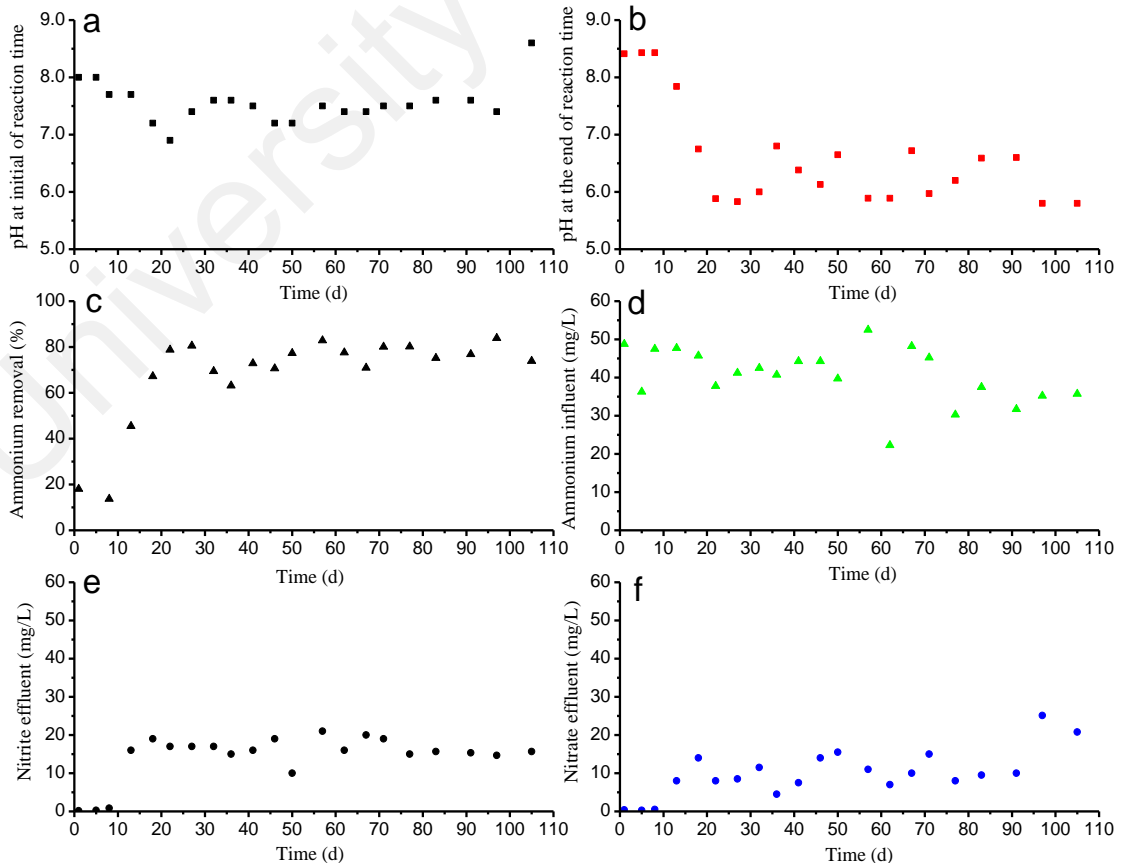 a
pH at initial of reaction time
9.0
8.0
7.0
6.0
5.0
0 10 20 30 40 50 60 70 80 90 100 110
Time (d)
b
pH at the end of reaction time
9.0
8.0
7.0
6.0
5.0
0 10 20 30 40 50 60 70 80 90 100 110
Time (d)
c
Ammonium removal (%)
100
80
60
40
20
0
0 10 20 30 40 50 60 70 80 90 100 110
Time (d)
d
Ammonium influent (mg/L)
60
50
40
30
20
10
0
0 10 20 30 40 50 60 70 80 90 100 110
Time (d)
e
Nitrite effluent (mg/L)
60
50
40
30
20
10
0
0 10 20 30 40 50 60 70 80 90 100 110
Time (d)
f
Nitrate effluent (mg/L)
60
50
40
30
20
10
0
0 10 20 30 40 50 60 70 80 90 100 110
Time (d)
University